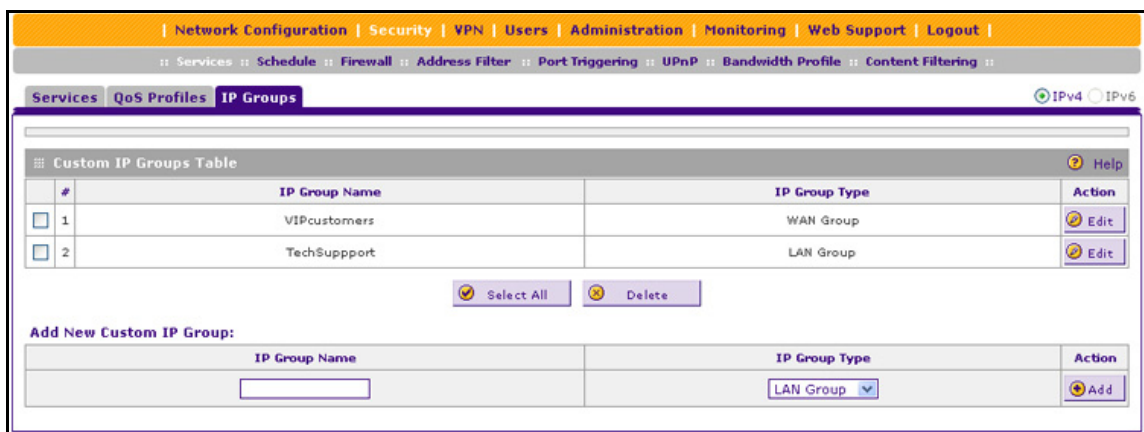 | Network Configuration | Security | VPN | Users | Administration | Monitoring | Web Support | Logout |
:: Services :: Schedule :: Firewall :: Address Filter :: Port Triggering :: UPnP :: Bandwidth Profile :: Content Filtering ::
Services QoS Profiles IP Groups IPv4 IPv6
Custom IP Groups Table Help
# IP Group Name IP Group Type Action
1 VIPcustomers WAN Group Edit
2 TechSuppport LAN Group Edit
Select All Delete
Add New Custom IP Group:
IP Group Name IP Group Type Action
LAN Group Add